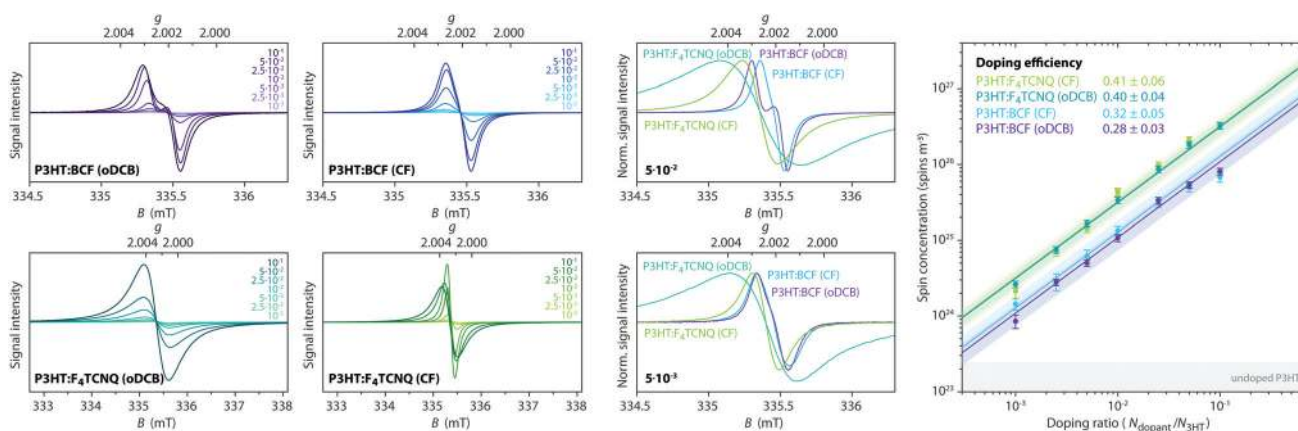 g
2.004
2.002
2.000
10⁻¹
5·10⁻²
2.5·10⁻²
10⁻²
5·10⁻³
2.5·10⁻³
10⁻³
Signal intensity
P3HT:BCF (oDCB)
334.5
335
335.5
336
B (mT)
g
2.004
2.002
2.000
10⁻¹
5·10⁻²
2.5·10⁻²
10⁻²
5·10⁻³
2.5·10⁻³
10⁻³
Signal intensity
P3HT:BCF (CF)
334.5
335
335.5
336
B (mT)
g
2.004
2.002
2.000
P3HT:F₄TCNQ (oDCB)
P3HT:BCF (oDCB)
P3HT:BCF (CF)
P3HT:F₄TCNQ (CF)
Norm. signal intensity
5·10⁻²
334.5
335
335.5
336
B (mT)
g
2.004
2.000
10⁻¹
5·10⁻²
2.5·10⁻²
10⁻²
5·10⁻³
2.5·10⁻³
10⁻³
Signal intensity
P3HT:F₄TCNQ (oDCB)
333
334
335
336
337
338
B (mT)
g
2.004
2.000
10⁻¹
5·10⁻²
2.5·10⁻²
10⁻²
5·10⁻³
2.5·10⁻³
10⁻³
Signal intensity
P3HT:F₄TCNQ (CF)
333
334
335
336
337
338
B (mT)
g
2.004
2.002
2.000
P3HT:F₄TCNQ (oDCB)
P3HT:BCF (CF)
P3HT:BCF (oDCB)
P3HT:F₄TCNQ (CF)
Norm. signal intensity
5·10⁻³
334.5
335
335.5
336
B (mT)
Doping efficiency
P3HT:F₄TCNQ (CF) 0.41 ± 0.06
P3HT:F₄TCNQ (oDCB) 0.40 ± 0.04
P3HT:BCF (CF) 0.32 ± 0.05
P3HT:BCF (oDCB) 0.28 ± 0.03
Spin concentration (spins m⁻³)
10²⁷
10²⁶
10²⁵
10²⁴
10²³
undoped P3HT
10⁻³
10⁻²
Doping ratio (N_dopant/N_3HT)